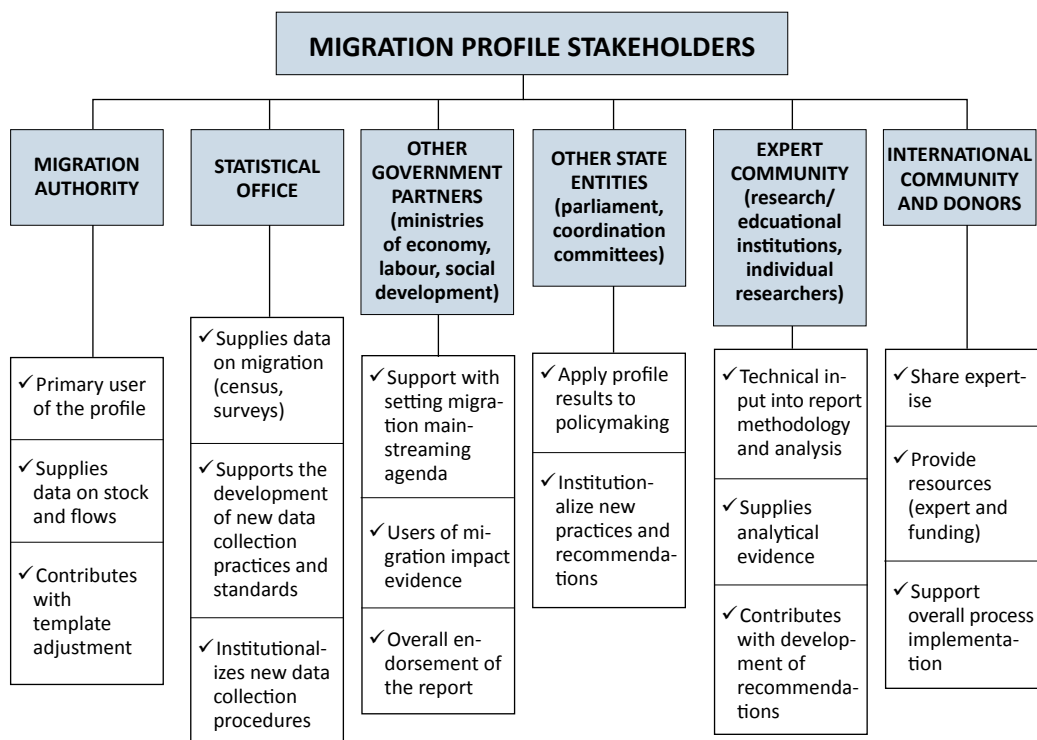 MIGRATION PROFILE STAKEHOLDERS
MIGRATION
AUTHORITY
✓ Primary user
of the profile
✓ Supplies
data on stock
and flows
✓ Contributes
with
template
adjustment
STATISTICAL
OFFICE
✓ Supplies data
on migration
(census,
surveys)
✓ Supports the
development
of new data
collection
practices and
standards
✓ Institutional-
izes new data
collection
procedures
OTHER
GOVERNMENT
PARTNERS
(ministries
of economy,
labour, social
development)
✓ Support with
setting migra-
tion main-
streaming
agenda
✓ Users of mi-
gration impact
evidence
✓ Overall en-
dorsement of
the report
OTHER STATE
ENTITIES
(parliament,
coordination
committees)
✓ Apply profile
results to
policymaking
✓ Institution-
alize new
practices and
recommenda-
tions
EXPERT
COMMUNITY
(research/
edcuational
institutions,
individual
researchers)
✓ Technical in-
put into report
methodology
and analysis
✓ Supplies
analytical
evidence
✓ Contributes
with develop-
ment of
recommenda-
tions
INTERNATIONAL
COMMUNITY
AND DONORS
✓ Share expert-
ise
✓ Provide
resources
(expert and
funding)
✓ Support
overall process
implementa-
tion